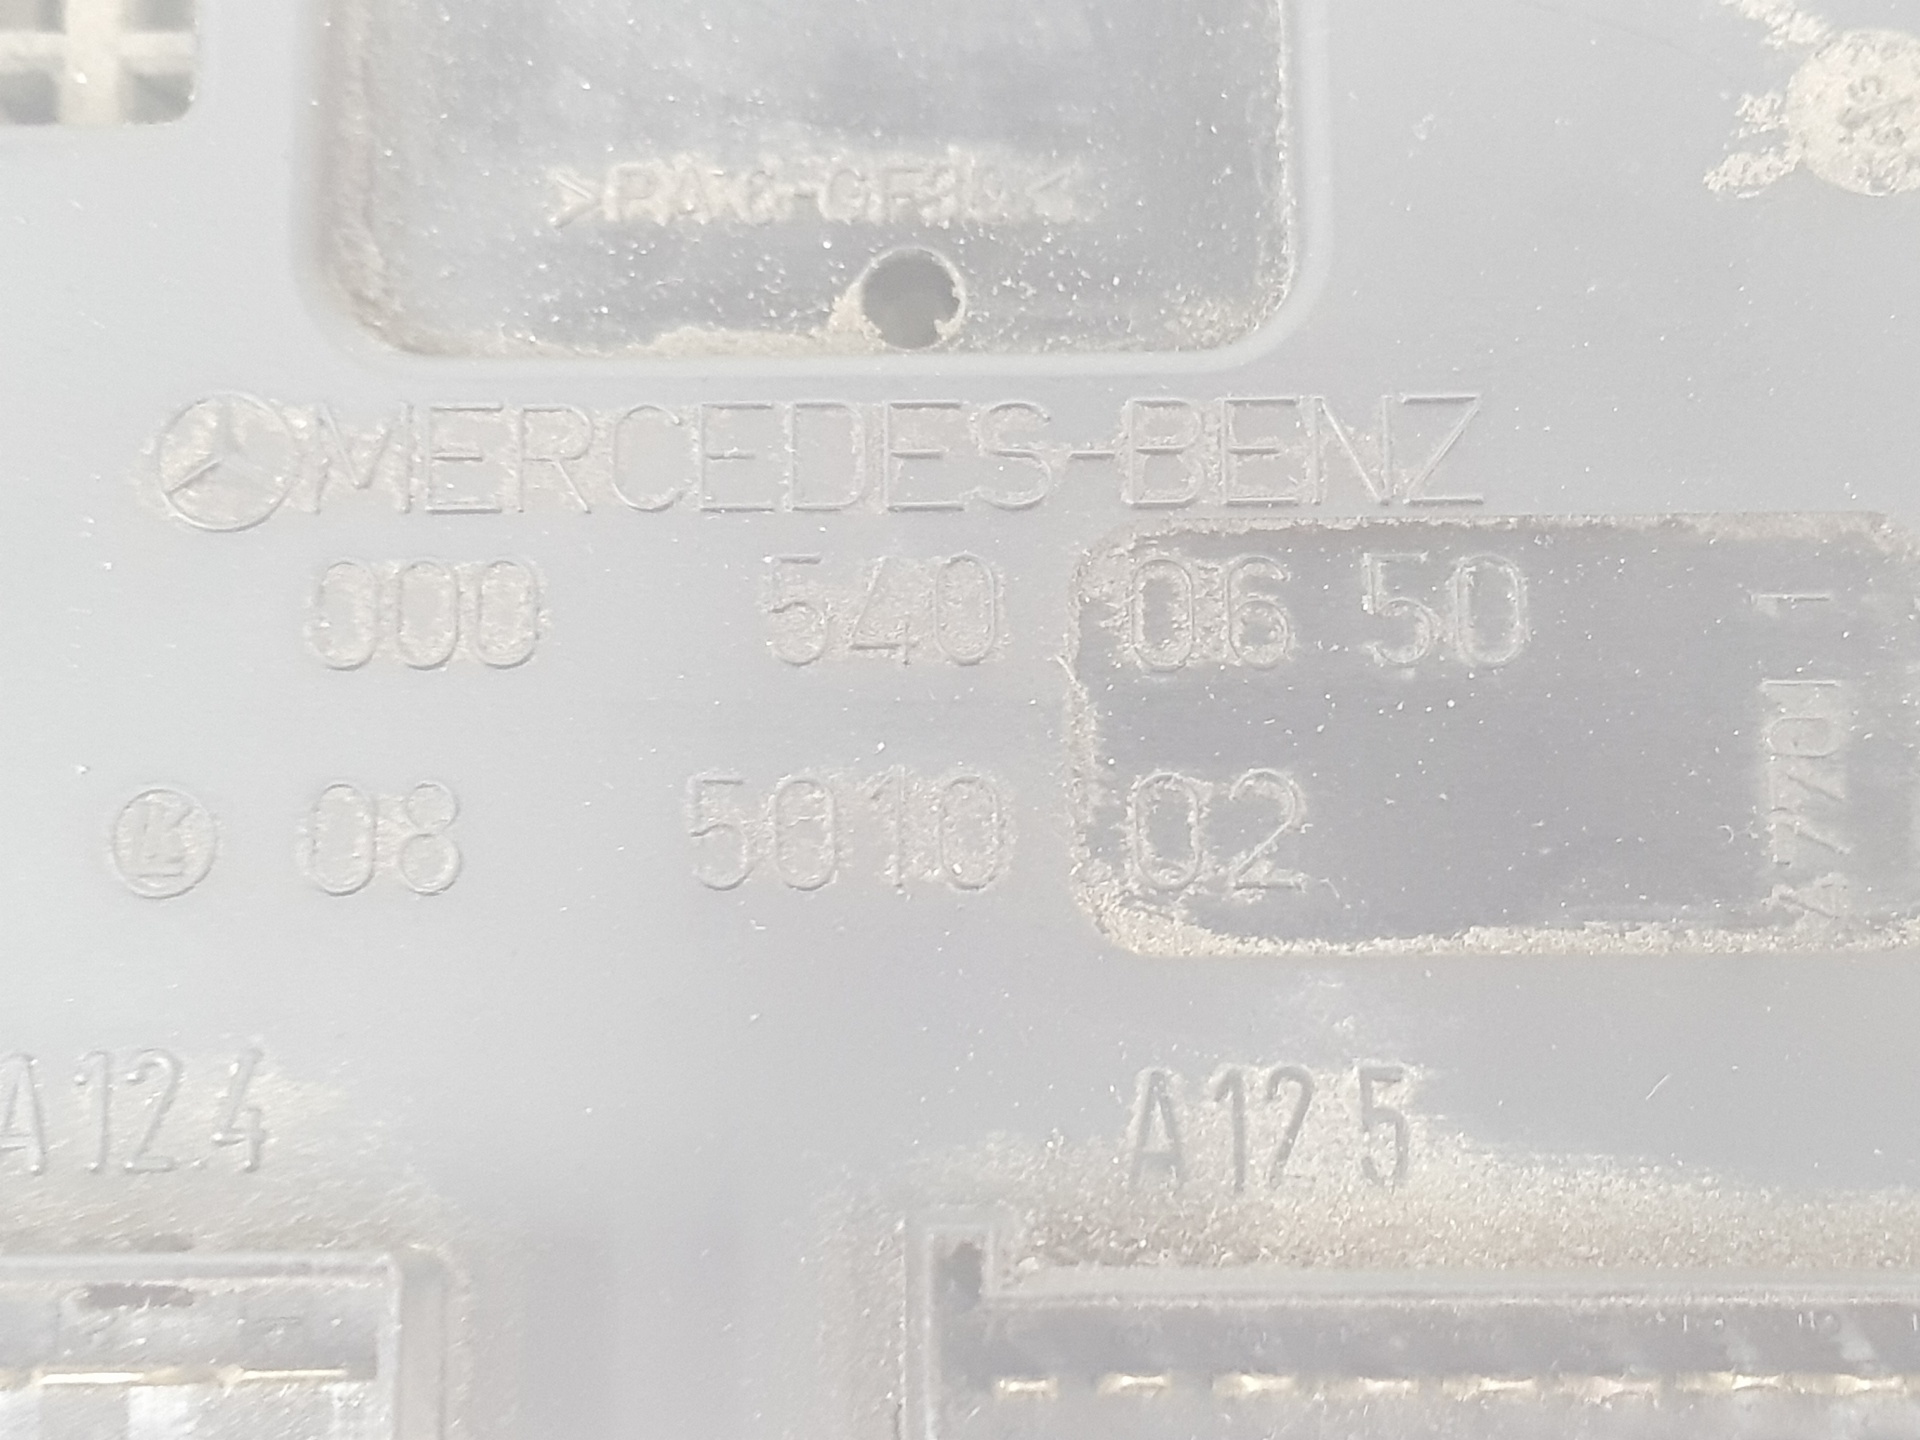 >PA6-GF30<
MERCEDES-BENZ
000 540 06 50
08 5010 02
A12.4
A12.5